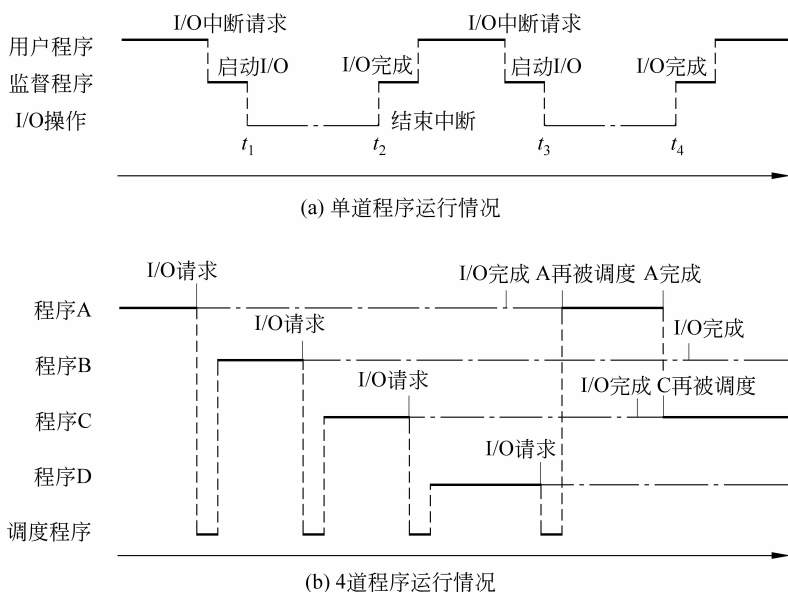 I/O中断请求 I/O中断请求
用户程序
启动I/O I/O完成 启动I/O I/O完成
监督程序
I/O操作 结束中断
t1 t2 t3 t4
(a) 单道程序运行情况
I/O请求 I/O完成 A再被调度 A完成
程序A
I/O请求 I/O完成
程序B
I/O请求 I/O完成 C再被调度
程序C
I/O请求
程序D
调度程序
(b) 4道程序运行情况